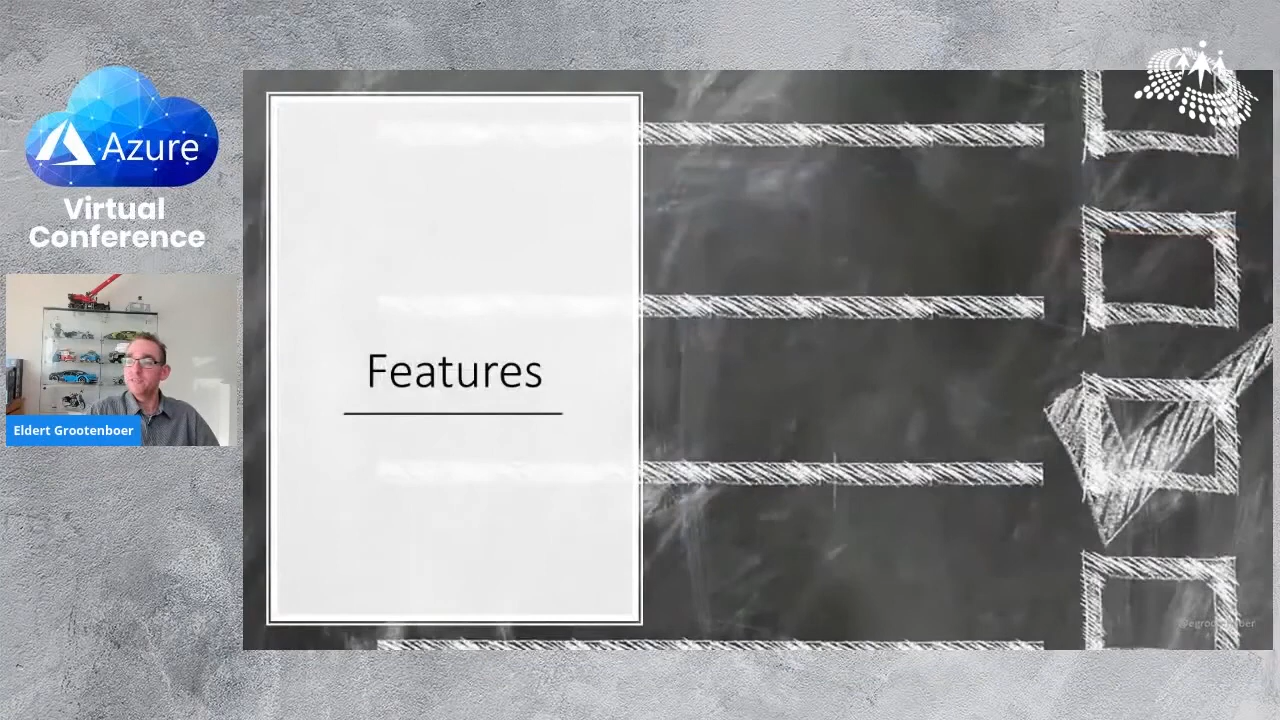 Azure
Virtual
Conference
Eldert Grootenboer
Features